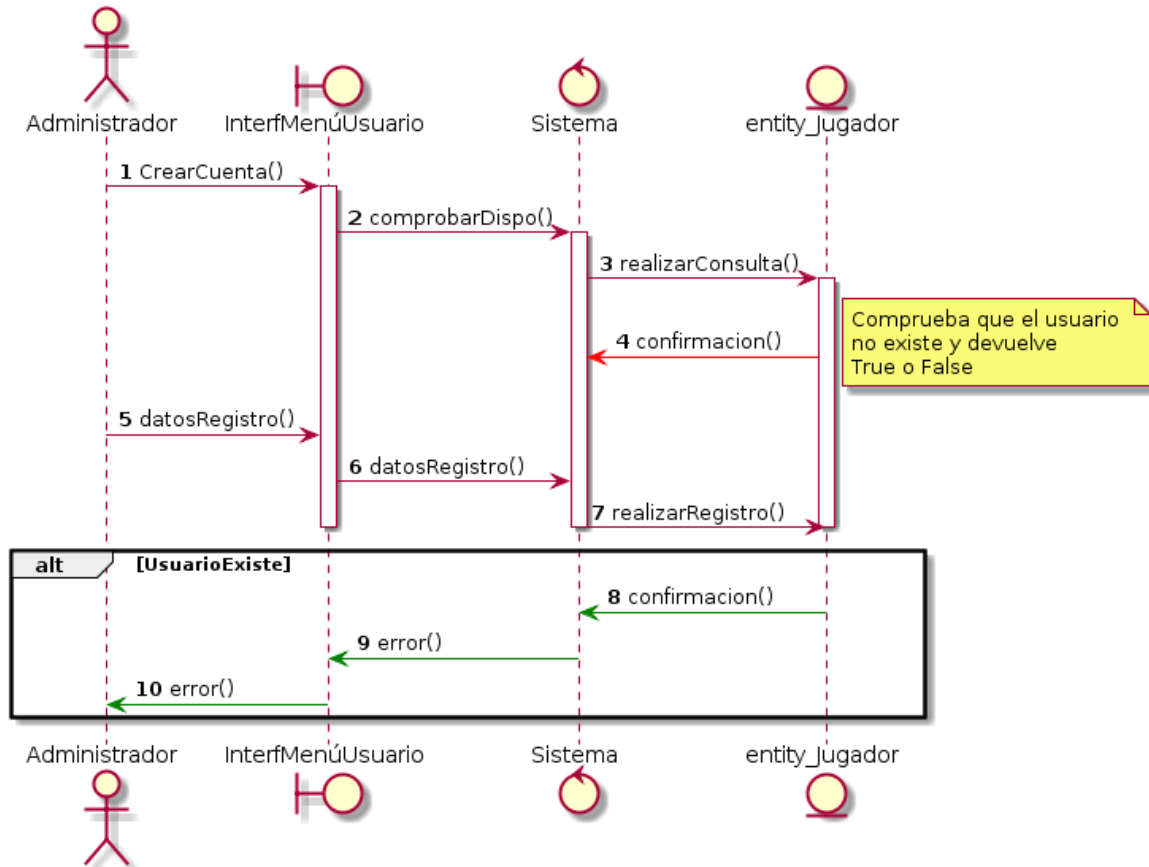 Administrador
InterfMenúUsuario
Sistema
entity_Jugador
1 CrearCuenta()
2 comprobarDispo()
3 realizarConsulta()
Comprueba que el usuario
no existe y devuelve
True o False
4 confirmacion()
5 datosRegistro()
6 datosRegistro()
7 realizarRegistro()
alt [UsuarioExiste]
8 confirmacion()
9 error()
10 error()
Administrador
InterfMenúUsuario
Sistema
entity_Jugador